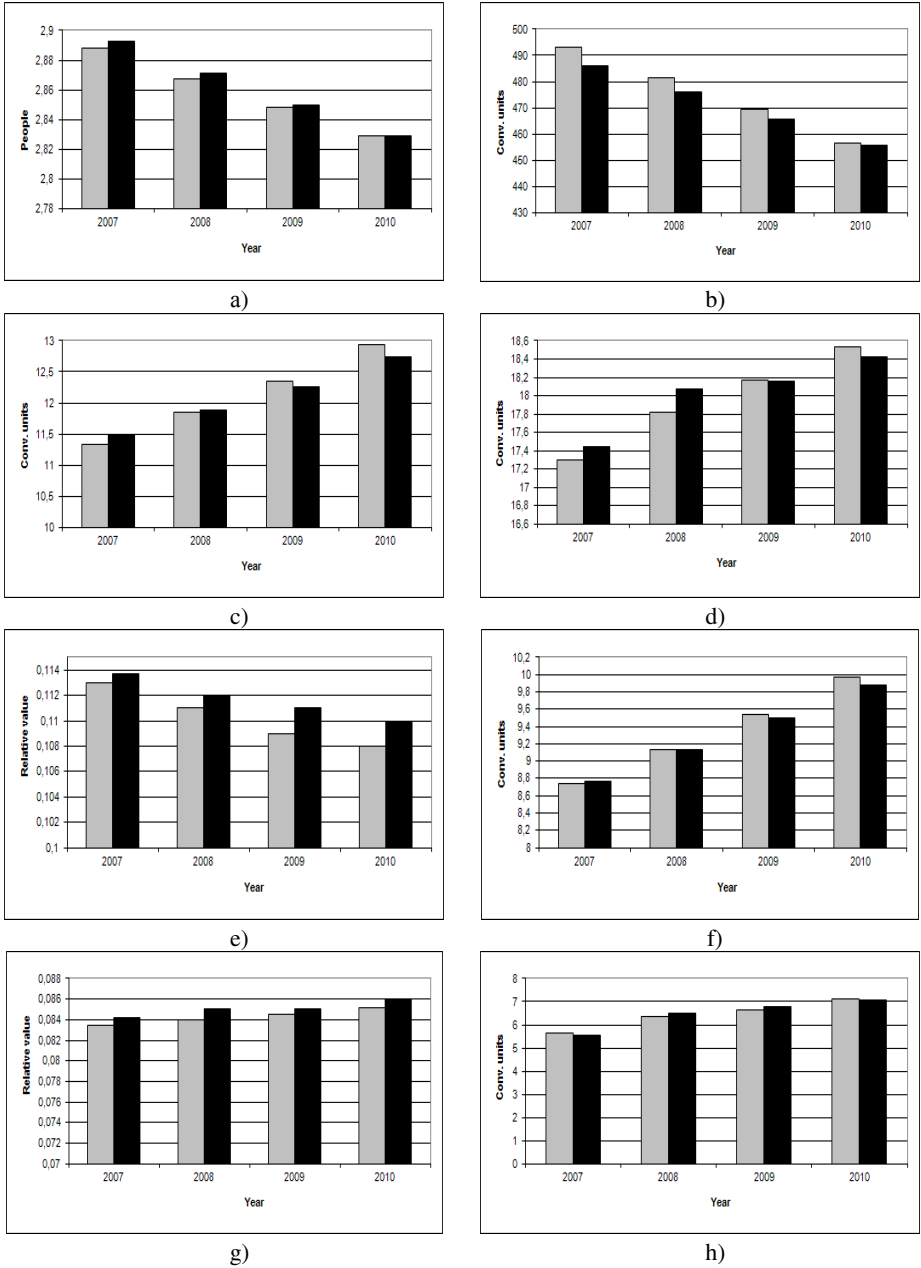 2,9
2,88
2,86
2,84
2,82
2,8
2,78
People
2007 2008 2009 2010
Year
a)
500
490
480
470
460
450
440
430
Conv. units
2007 2008 2009 2010
Year
b)
13
12,5
12
11,5
11
10,5
10
Conv. units
2007 2008 2009 2010
Year
c)
18,6
18,4
18,2
18
17,8
17,6
17,4
17,2
17
16,8
16,6
Conv. units
2007 2008 2009 2010
Year
d)
0,114
0,112
0,11
0,108
0,106
0,104
0,102
0,1
Relative value
2007 2008 2009 2010
Year
e)
10,2
10
9,8
9,6
9,4
9,2
9
8,8
8,6
8,4
8,2
8
Conv. units
2007 2008 2009 2010
Year
f)
0,088
0,086
0,084
0,082
0,08
0,078
0,076
0,074
0,072
0,07
Relative value
2007 2008 2009 2010
Year
g)
8
7
6
5
4
3
2
1
0
Conv. units
2007 2008 2009 2010
Year
h)